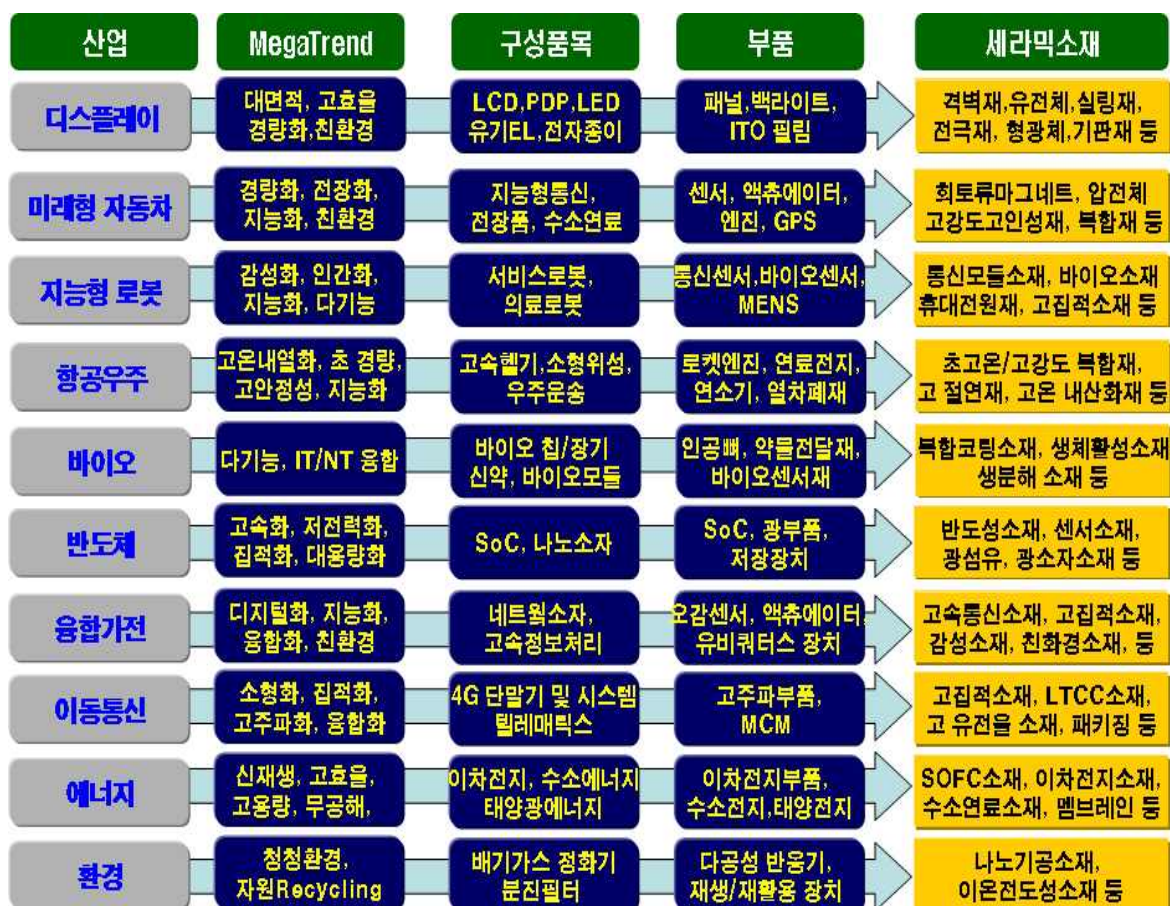 산업 MegaTrend 구성품목 부품 세라믹소재
디스플레이
대면적, 고효율
경량화,친환경
LCD,PDP,LED
유기EL,전자종이
패널,백라이트,
ITO 필림
격벽재,유전체,실링재,
전극재, 형광체,기판재 등
미래형 자동차
경량화, 전장화,
지능화, 친환경
지능형통신,
전장품, 수소연료
센서, 액츄에이터,
엔진, GPS
희토류마그네트, 압전체
고강도고인성재, 복합재 등
지능형 로봇
감성화, 인간화,
지능화, 다기능
서비스로봇,
의료로봇
통신센서,바이오센서,
MENS
통신모듈소재, 바이오소재
휴대전원재, 고집적소재 등
항공우주
고온내열화, 초 경량,
고안정성, 지능화
고속헬기,소형위성,
우주운송
로켓엔진, 연료전지,
연소기, 열차폐재
초고온/고강도 복합재,
고 절연재, 고온 내산화재 등
바이오
다기능, IT/NT 융합
바이오 칩/장기
신약, 바이오모듈
인공뼈, 약물전달재,
바이오센서재
복합코팅소재, 생체활성소재
생분해 소재 등
반도체
고속화, 저전력화,
집적화, 대용량화
SoC, 나노소자
SoC, 광부품,
저장장치
반도성소재, 센서소재,
광섬유, 광소자소재 등
융합가전
디지털화, 지능화,
융합화, 친환경
네트웍소자,
고속정보처리
오감센서, 액츄에이터,
유비쿼터스 장치
고속통신소재, 고집적소재,
감성소재, 친화경소재, 등
이동통신
소형화, 집적화,
고주파화, 융합화
4G 단말기 및 시스템
텔레매틱스
고주파부품,
MCM
고집적소재, LTCC소재,
고 유전율 소재, 패키징 등
에너지
신재생, 고효율,
고용량, 무공해,
이차전지, 수소에너지
태양광에너지
이차전지부품,
수소전지,태양전지
SOFC소재, 이차전지소재,
수소연료소재, 멤브레인 등
환경
청청환경,
자원Recycling
배기가스 정화기
분진필터
다공성 반응기,
재생/재활용 장치
나노기공소재,
이온전도성소재 등